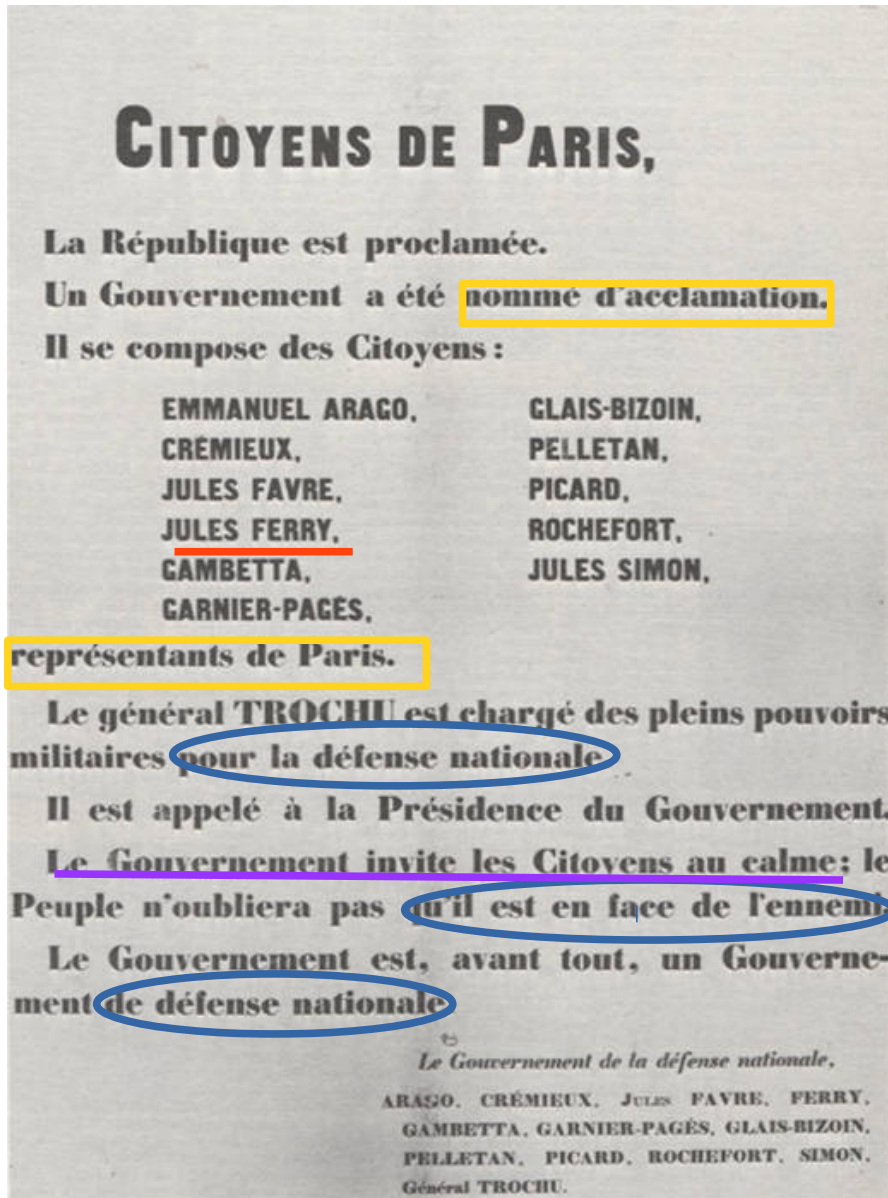 CITOYENS DE PARIS,
La République est proclamée.
Un Gouvernement a été nommé d'acclamation.
Il se compose des Citoyens :
EMMANUEL ARAGO,
CRÉMIEUX,
JULES FAVRE,
JULES FERRY,
GAMBETTA,
GARNIER-PAGÈS,
GLAIS-BIZOIN,
PELLETAN,
PICARD,
ROCHEFORT,
JULES SIMON,
représentants de Paris.
Le général TROCHU est chargé des pleins pouvoirs
militaires pour la défense nationale
Il est appelé à la Présidence du Gouvernement.
Le Gouvernement invite les Citoyens au calme; le
Peuple n'oubliera pas qu'il est en face de l'ennemi
Le Gouvernement est, avant tout, un Gouverne-
ment de défense nationale
Le Gouvernement de la défense nationale,
ARAGO, CRÉMIEUX, JULES FAVRE, FERRY,
GAMBETTA, GARNIER-PAGÈS, GLAIS-BIZOIN,
PELLETAN, PICARD, ROCHEFORT, SIMON,
Général TROCHU.